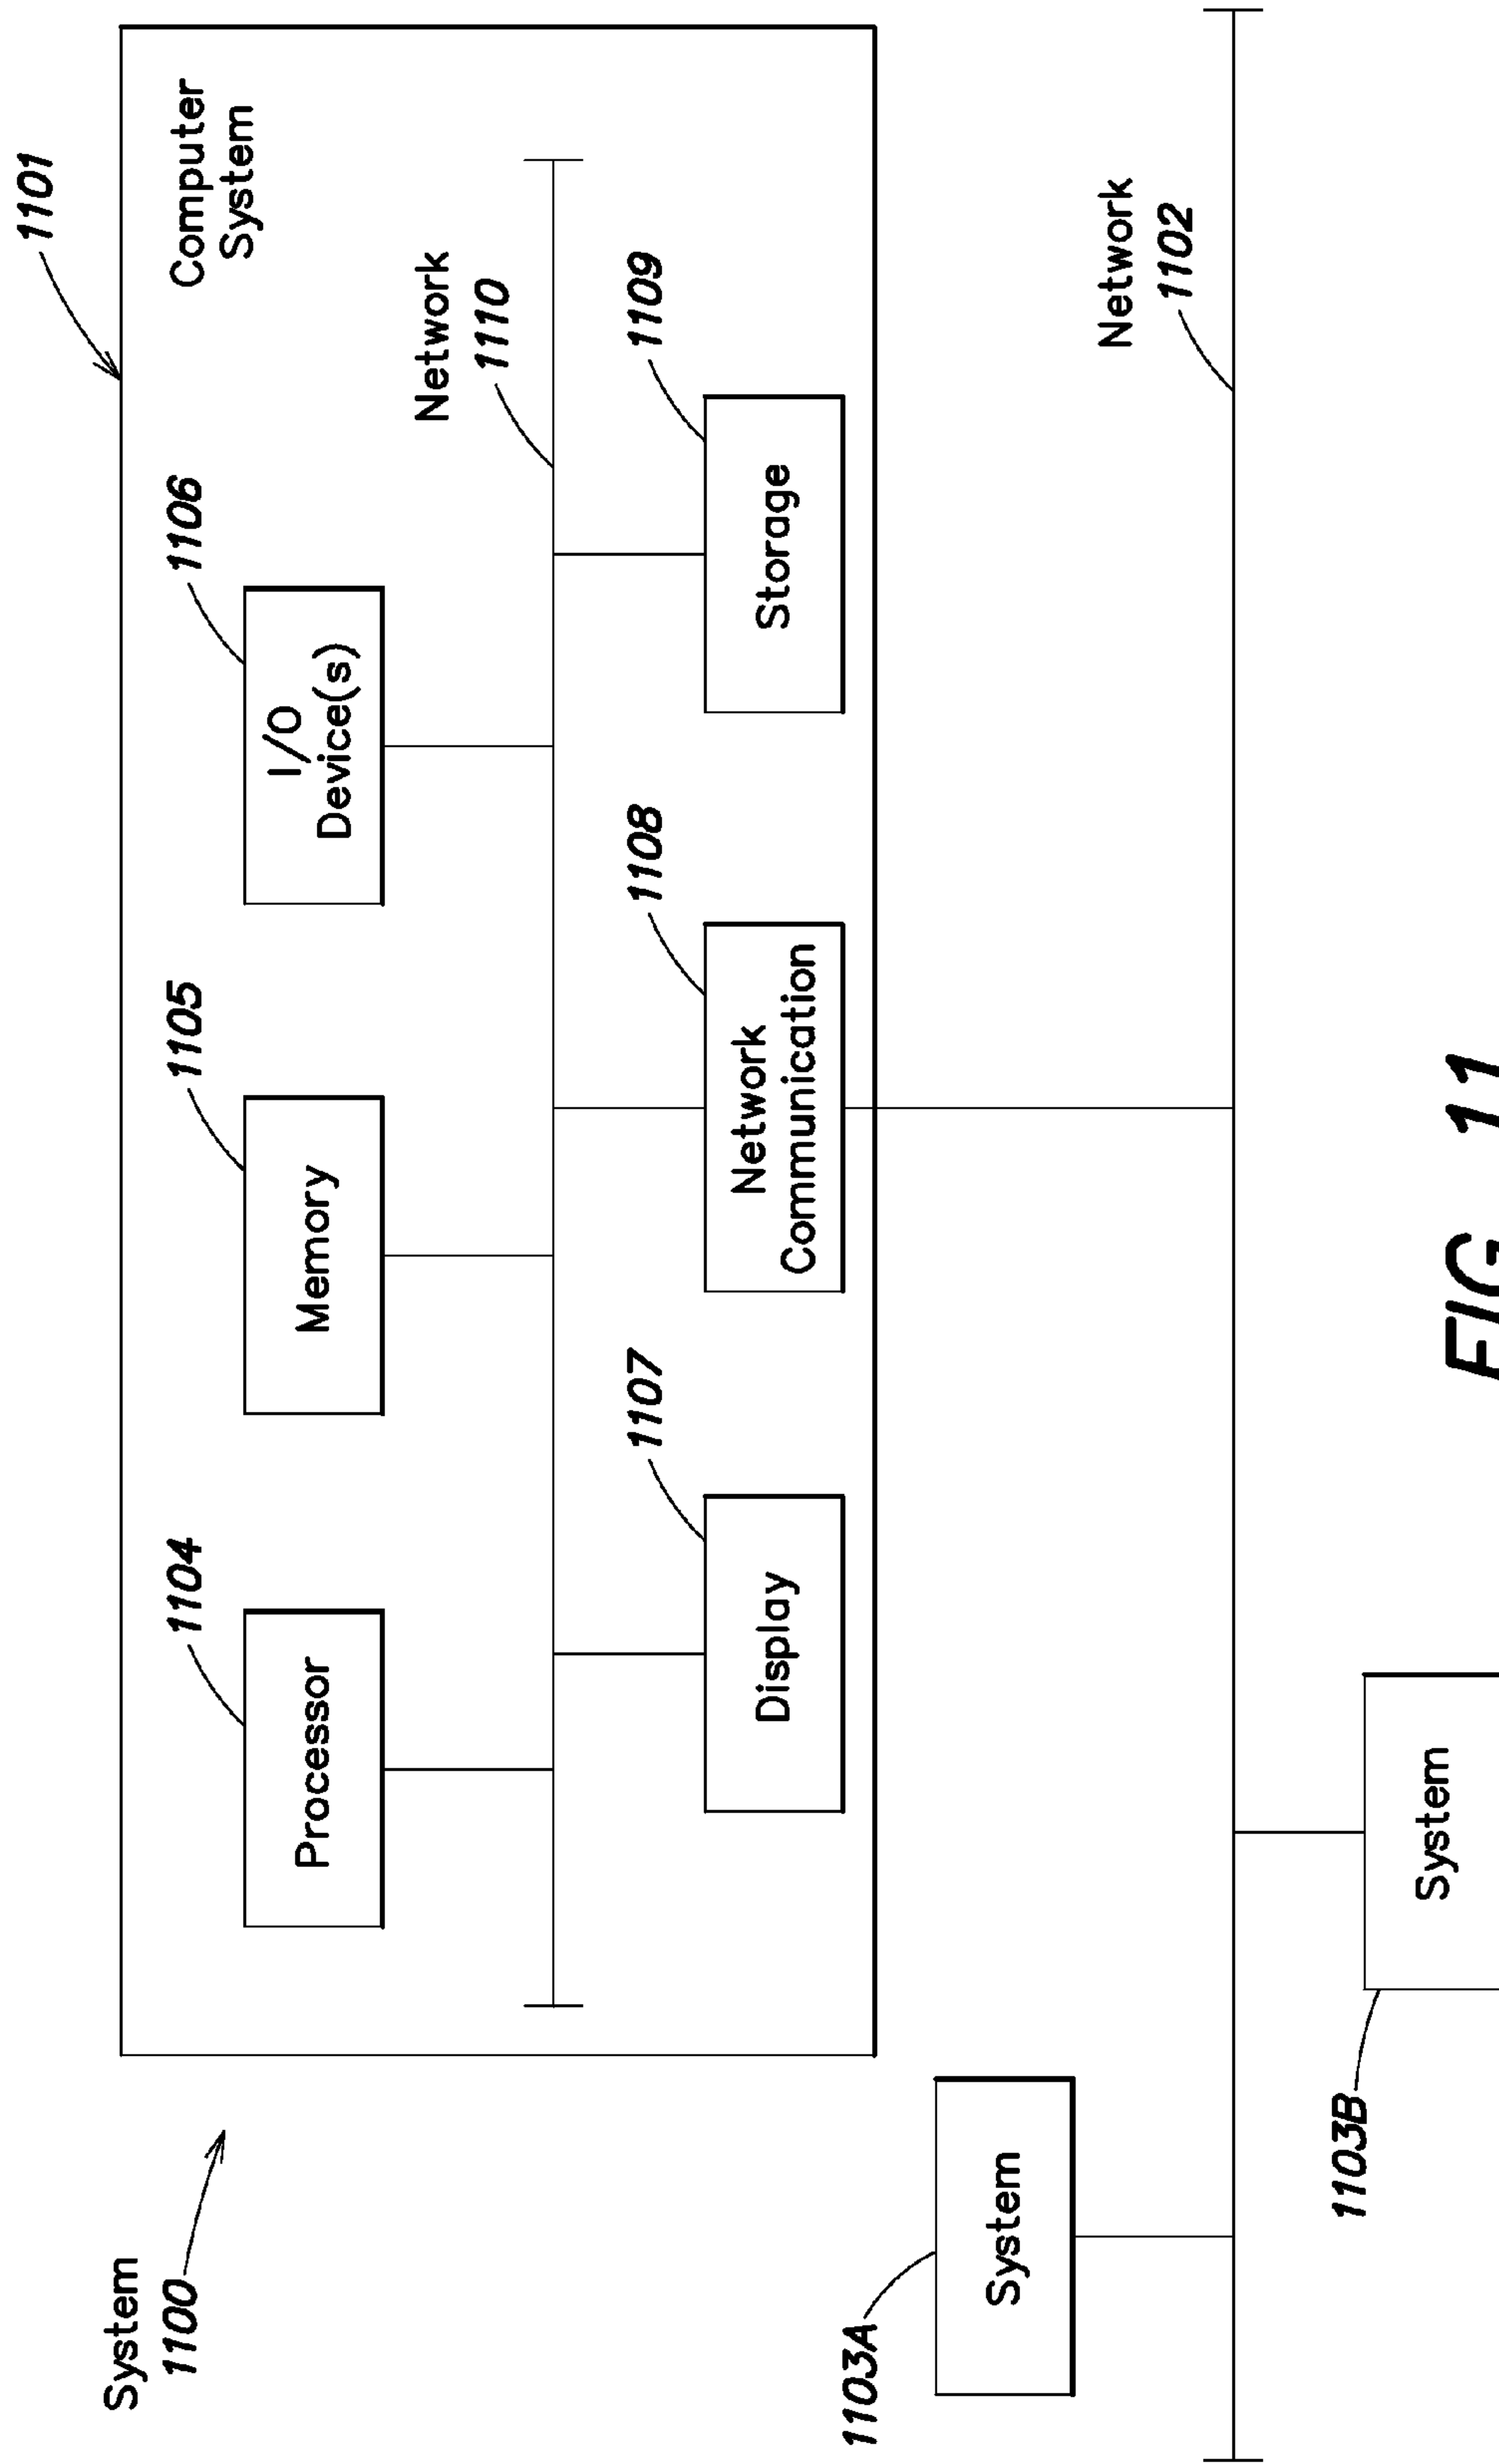 System
1100
1101
Computer
System
1104
Processor
1105
Memory
1106
I/O
Device(s)
Network
1110
1107
Display
1108
Network
Communication
1109
Storage
1103A
System
Network
1102
1103B
System
FIG. 11